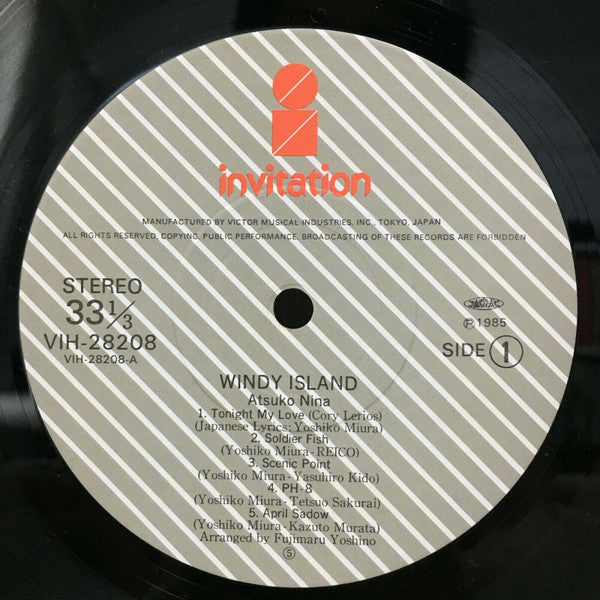 invitation
MANUFACTURED BY VICTOR MUSICAL INDUSTRIES, INC., TOKYO, JAPAN
ALL RIGHTS RESERVED, COPYING, PUBLIC PERFORMANCE, BROADCASTING OF THESE RECORDS ARE FORBIDDEN
STEREO
33 1/3
VIH-28208
VIH-28208-A
JASRAC
Ⓟ 1985
SIDE 1
WINDY ISLAND
Atsuko Nina
1. Tonight My Love (Cory Lerios)
(Japanese Lyrics: Yoshiko Miura)
2. Soldier Fish
(Yoshiko Miura-REICO)
3. Scenic Point
(Yoshiko Miura-Yasuhiro Kido)
4. PH-8
(Yoshiko Miura-Tetsuo Sakurai)
5. April Sadow
(Yoshiko Miura-Kazuto Murata)
Arranged by Fujimaru Yoshino
⑤